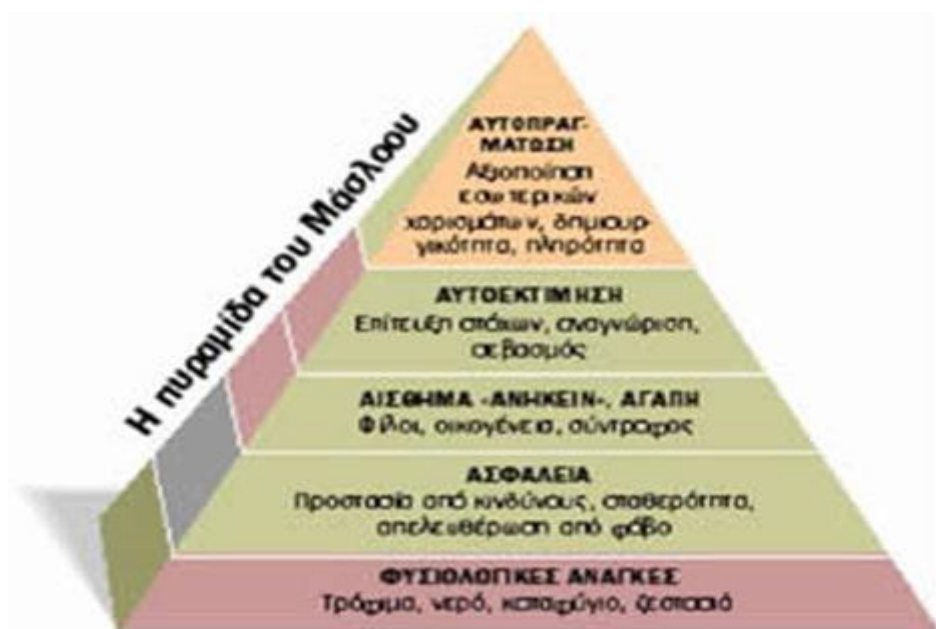 Η πυραμίδα του Μάσλοου
ΑΥΤΟΠΡΑΓ-
ΜΑΤΩΣΗ
Αξιοποίηση
εσωτερικών
χαρισμάτων, δημιουρ-
γικότητα, πληρότητα
ΑΥΤΟΕΚΤΙΜΗΣΗ
Επίτευξη στόχων, αναγνώριση,
σεβασμός
ΑΙΣΘΗΜΑ «ΑΝΗΚΕΙΝ», ΑΓΑΠΗ
Φίλοι, οικογένεια, σύντροφος
ΑΣΦΑΛΕΙΑ
Προστασία από κινδύνους, σταθερότητα,
απελευθέρωση από φόβο
ΦΥΣΙΟΛΟΓΙΚΕΣ ΑΝΑΓΚΕΣ
Τρόφιμα, νερό, καταφύγιο, ζεστασιά